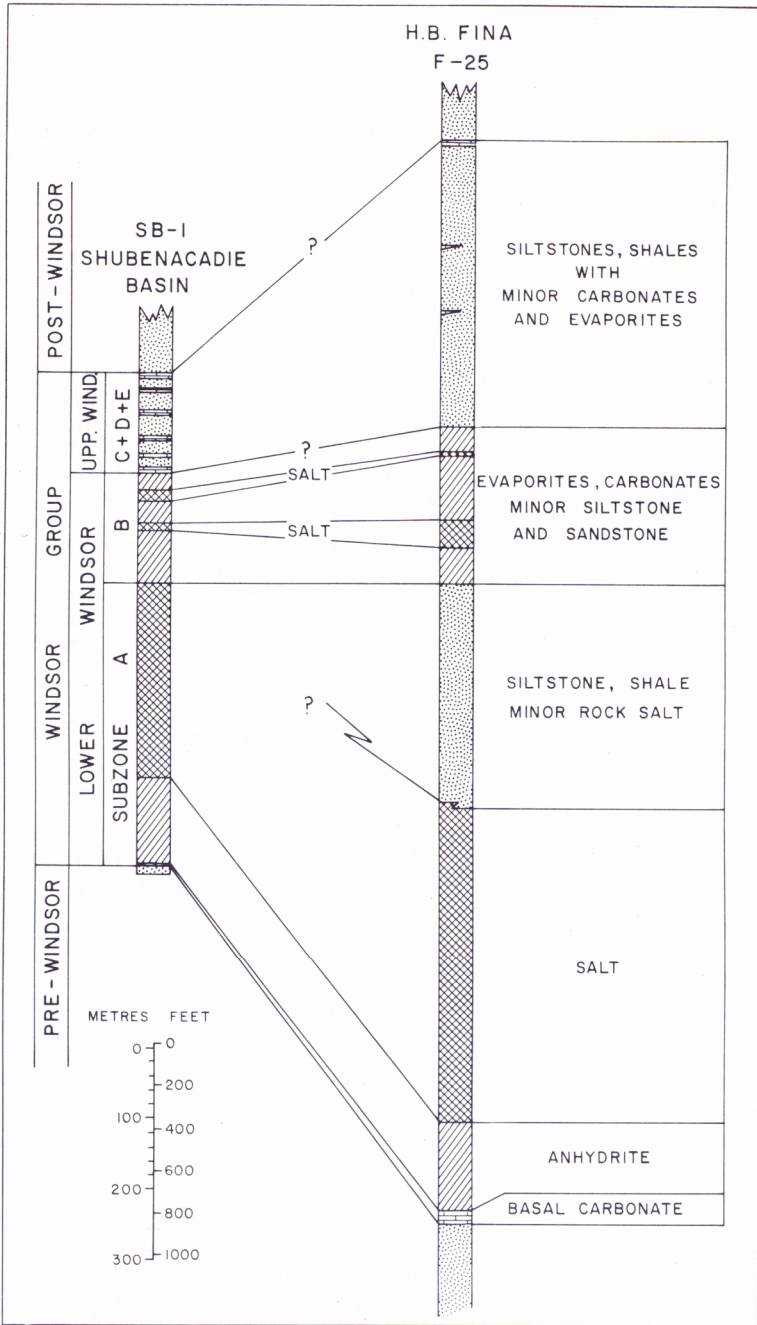 H.B. FINA
F-25
SB-1
SHUBENACADIE
BASIN
POST-WINDSOR
WINDSOR GROUP
PRE-WINDSOR
UPP. WIND.
LOWER WINDSOR
C+D+E
B
SUBZONE A
?
?
SALT
SALT
?
SILTSTONES, SHALES
WITH
MINOR CARBONATES
AND EVAPORITES
EVAPORITES, CARBONATES
MINOR SILTSTONE
AND SANDSTONE
SILTSTONE, SHALE
MINOR ROCK SALT
SALT
ANHYDRITE
BASAL CARBONATE
METRES FEET
0 0
200
100 400
600
200 800
300 1000